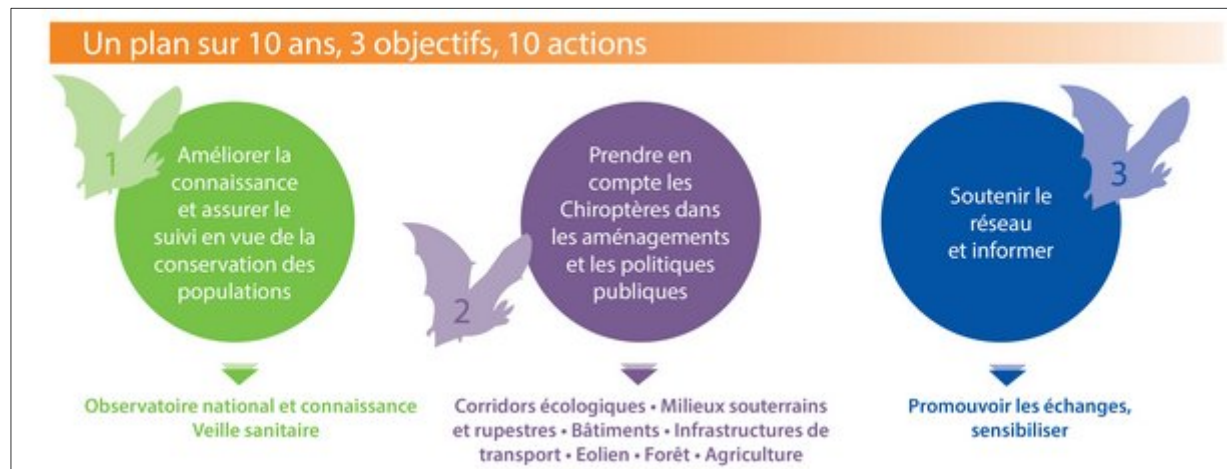 Un plan sur 10 ans, 3 objectifs, 10 actions
1
Améliorer la
connaissance
et assurer le
suivi en vue de la
conservation des
populations
Observatoire national et connaissance
Veille sanitaire
2
Prendre en
compte les
Chiroptères dans
les aménagements
et les politiques
publiques
Corridors écologiques • Milieux souterrains
et rupestres • Bâtiments • Infrastructures de
transport • Eolien • Forêt • Agriculture
3
Soutenir le
réseau
et informer
Promouvoir les échanges,
sensibiliser